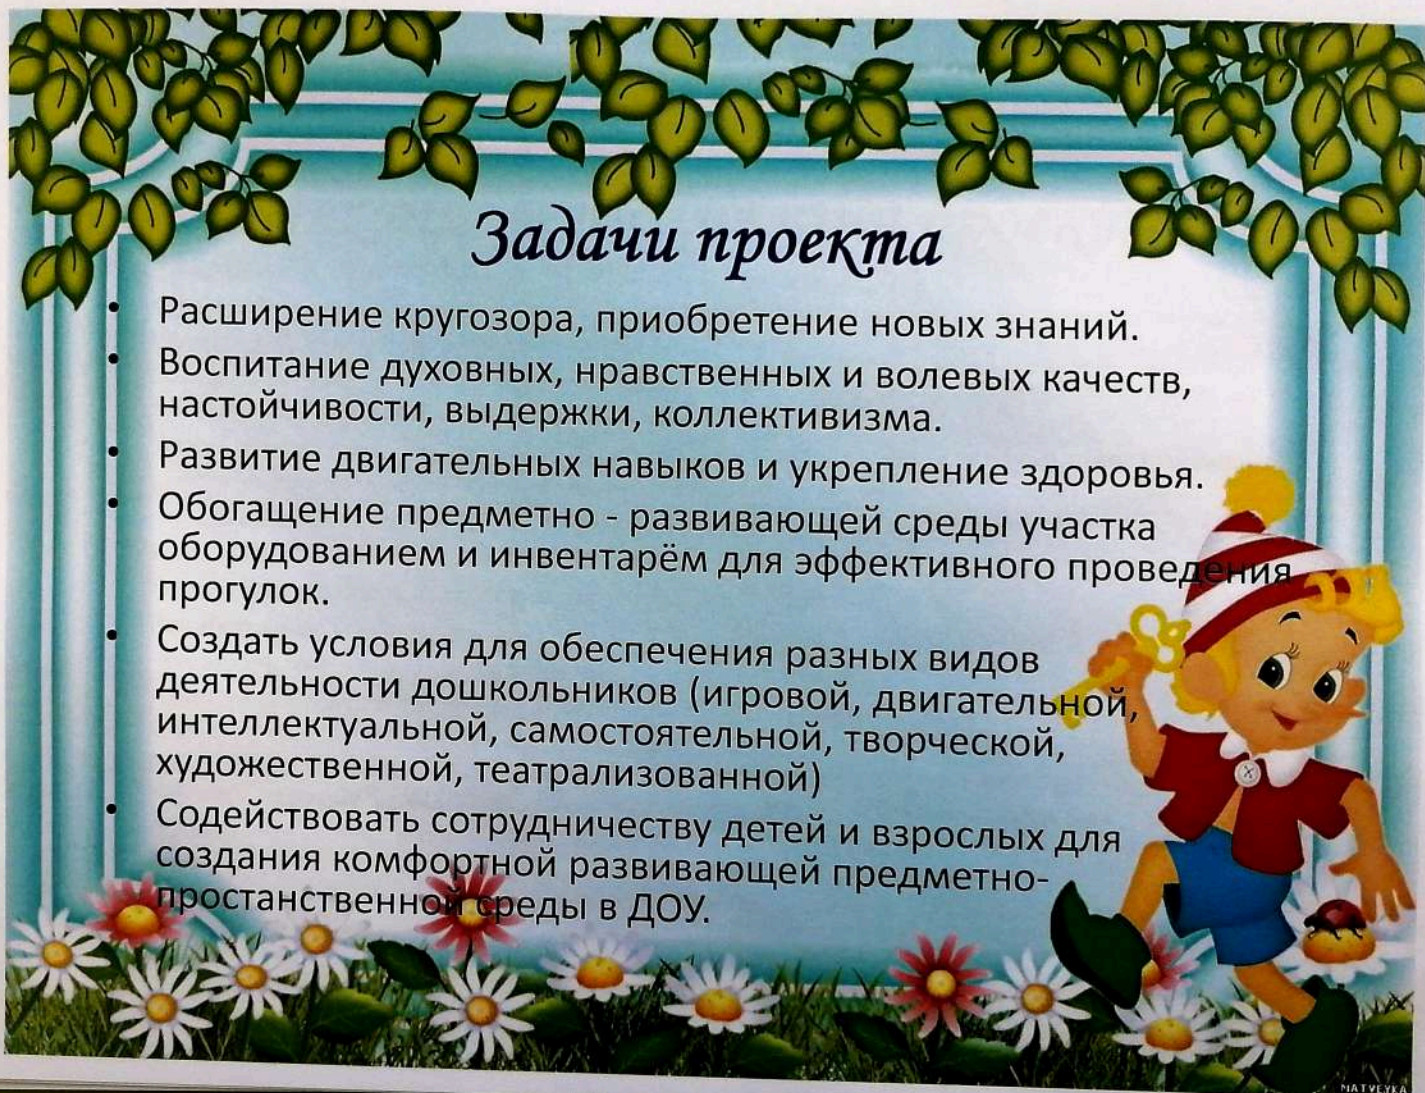 Задачи проекта
• Расширение кругозора, приобретение новых знаний.
• Воспитание духовных, нравственных и волевых качеств,
настойчивости, выдержки, коллективизма.
• Развитие двигательных навыков и укрепление здоровья.
• Обогащение предметно - развивающей среды участка
оборудованием и инвентарём для эффективного проведения
прогулок.
• Создать условия для обеспечения разных видов
деятельности дошкольников (игровой, двигательной,
интеллектуальной, самостоятельной, творческой,
художественной, театрализованной)
• Содействовать сотрудничеству детей и взрослых для
создания комфортной развивающей предметно-
простанственной среды в ДОУ.
MATVEYKA